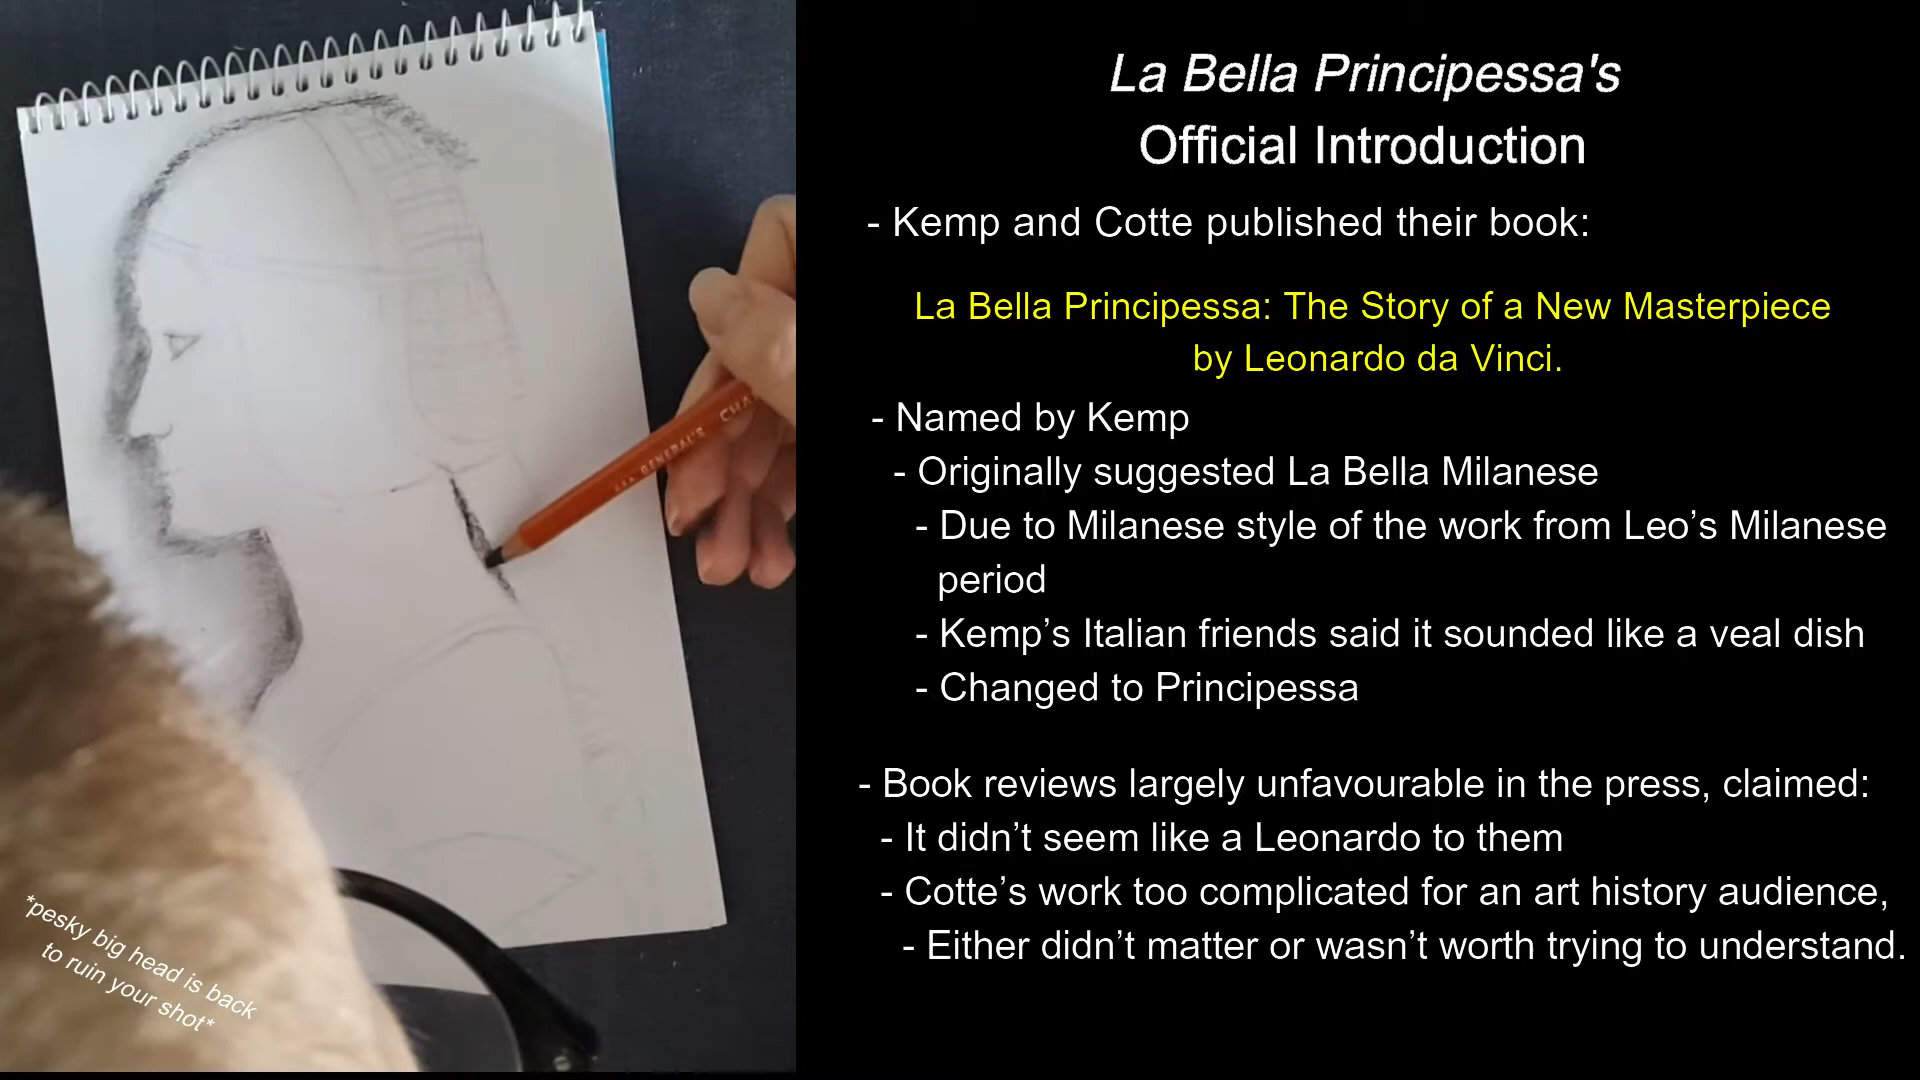 La Bella Principessa's
Official Introduction
- Kemp and Cotte published their book:
La Bella Principessa: The Story of a New Masterpiece
by Leonardo da Vinci.
- Named by Kemp
- Originally suggested La Bella Milanese
- Due to Milanese style of the work from Leo’s Milanese
period
- Kemp’s Italian friends said it sounded like a veal dish
- Changed to Principessa
- Book reviews largely unfavourable in the press, claimed:
- It didn’t seem like a Leonardo to them
- Cotte’s work too complicated for an art history audience,
- Either didn’t matter or wasn’t worth trying to understand.
*pesky big head is back
to ruin your shot*
GENERAL'S CHA